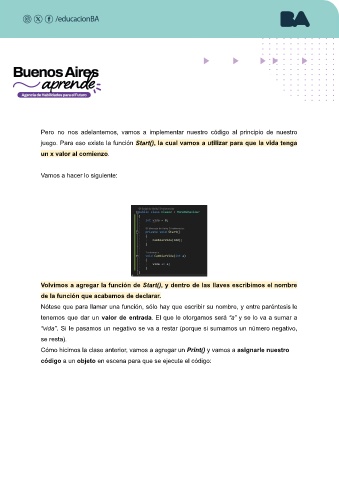 /educacionBA
BA
Buenos Aires
aprende
Agencia de Habilidades para el Futuro
Pero no nos adelantemos, vamos a implementar nuestro código al principio de nuestro
juego. Para eso existe la función Start(), la cual vamos a utilizar para que la vida tenga
un x valor al comienzo.
Vamos a hacer lo siguiente:
Volvimos a agregar la función de Start(), y dentro de las llaves escribimos el nombre
de la función que acabamos de declarar.
Nótese que para llamar una función, sólo hay que escribir su nombre, y entre paréntesis le
tenemos que dar un valor de entrada. El que le otorgamos será "a" y se lo va a sumar a
"vida". Si le pasamos un negativo se va a restar (porque si sumamos un número negativo,
se resta).
Cómo hicimos la clase anterior, vamos a agregar un Print() y vamos a asignarle nuestro
código a un objeto en escena para que se ejecute el código: